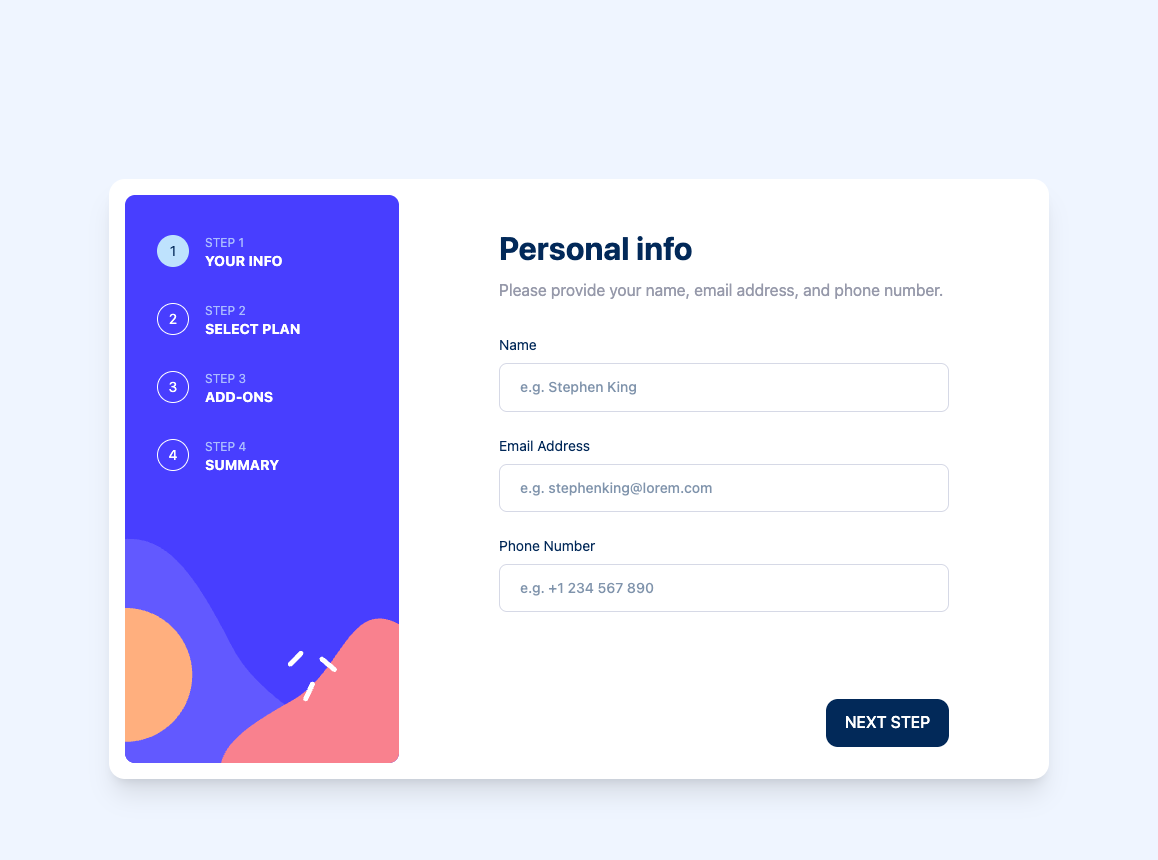 1
STEP 1
YOUR INFO
2
STEP 2
SELECT PLAN
3
STEP 3
ADD-ONS
4
STEP 4
SUMMARY
Personal info
Please provide your name, email address, and phone number.
Name
e.g. Stephen King
Email Address
e.g. stephenking@lorem.com
Phone Number
e.g. +1 234 567 890
NEXT STEP